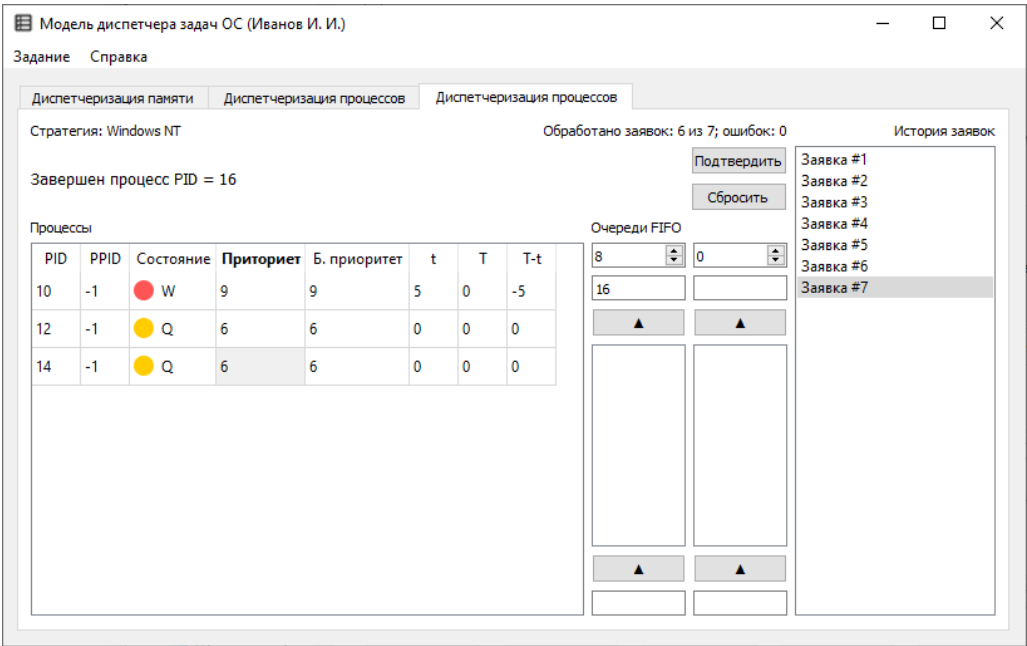 Модель диспетчера задач ОС (Иванов И. И.)
Задание Справка
Диспетчеризация памяти Диспетчеризация процессов Диспетчеризация процессов
Стратегия: Windows NT Обработано заявок: 6 из 7; ошибок: 0 История заявок
Завершен процесс PID = 16
Подтвердить
Сбросить
Процессы
PID PPID Состояние Приториет Б. приоритет t T T-t
10 -1 W 9 9 5 0 -5
12 -1 Q 6 6 0 0 0
14 -1 Q 6 6 0 0 0
Очереди FIFO
8 0
16
▲ ▲
▲ ▲
Заявка #1
Заявка #2
Заявка #3
Заявка #4
Заявка #5
Заявка #6
Заявка #7